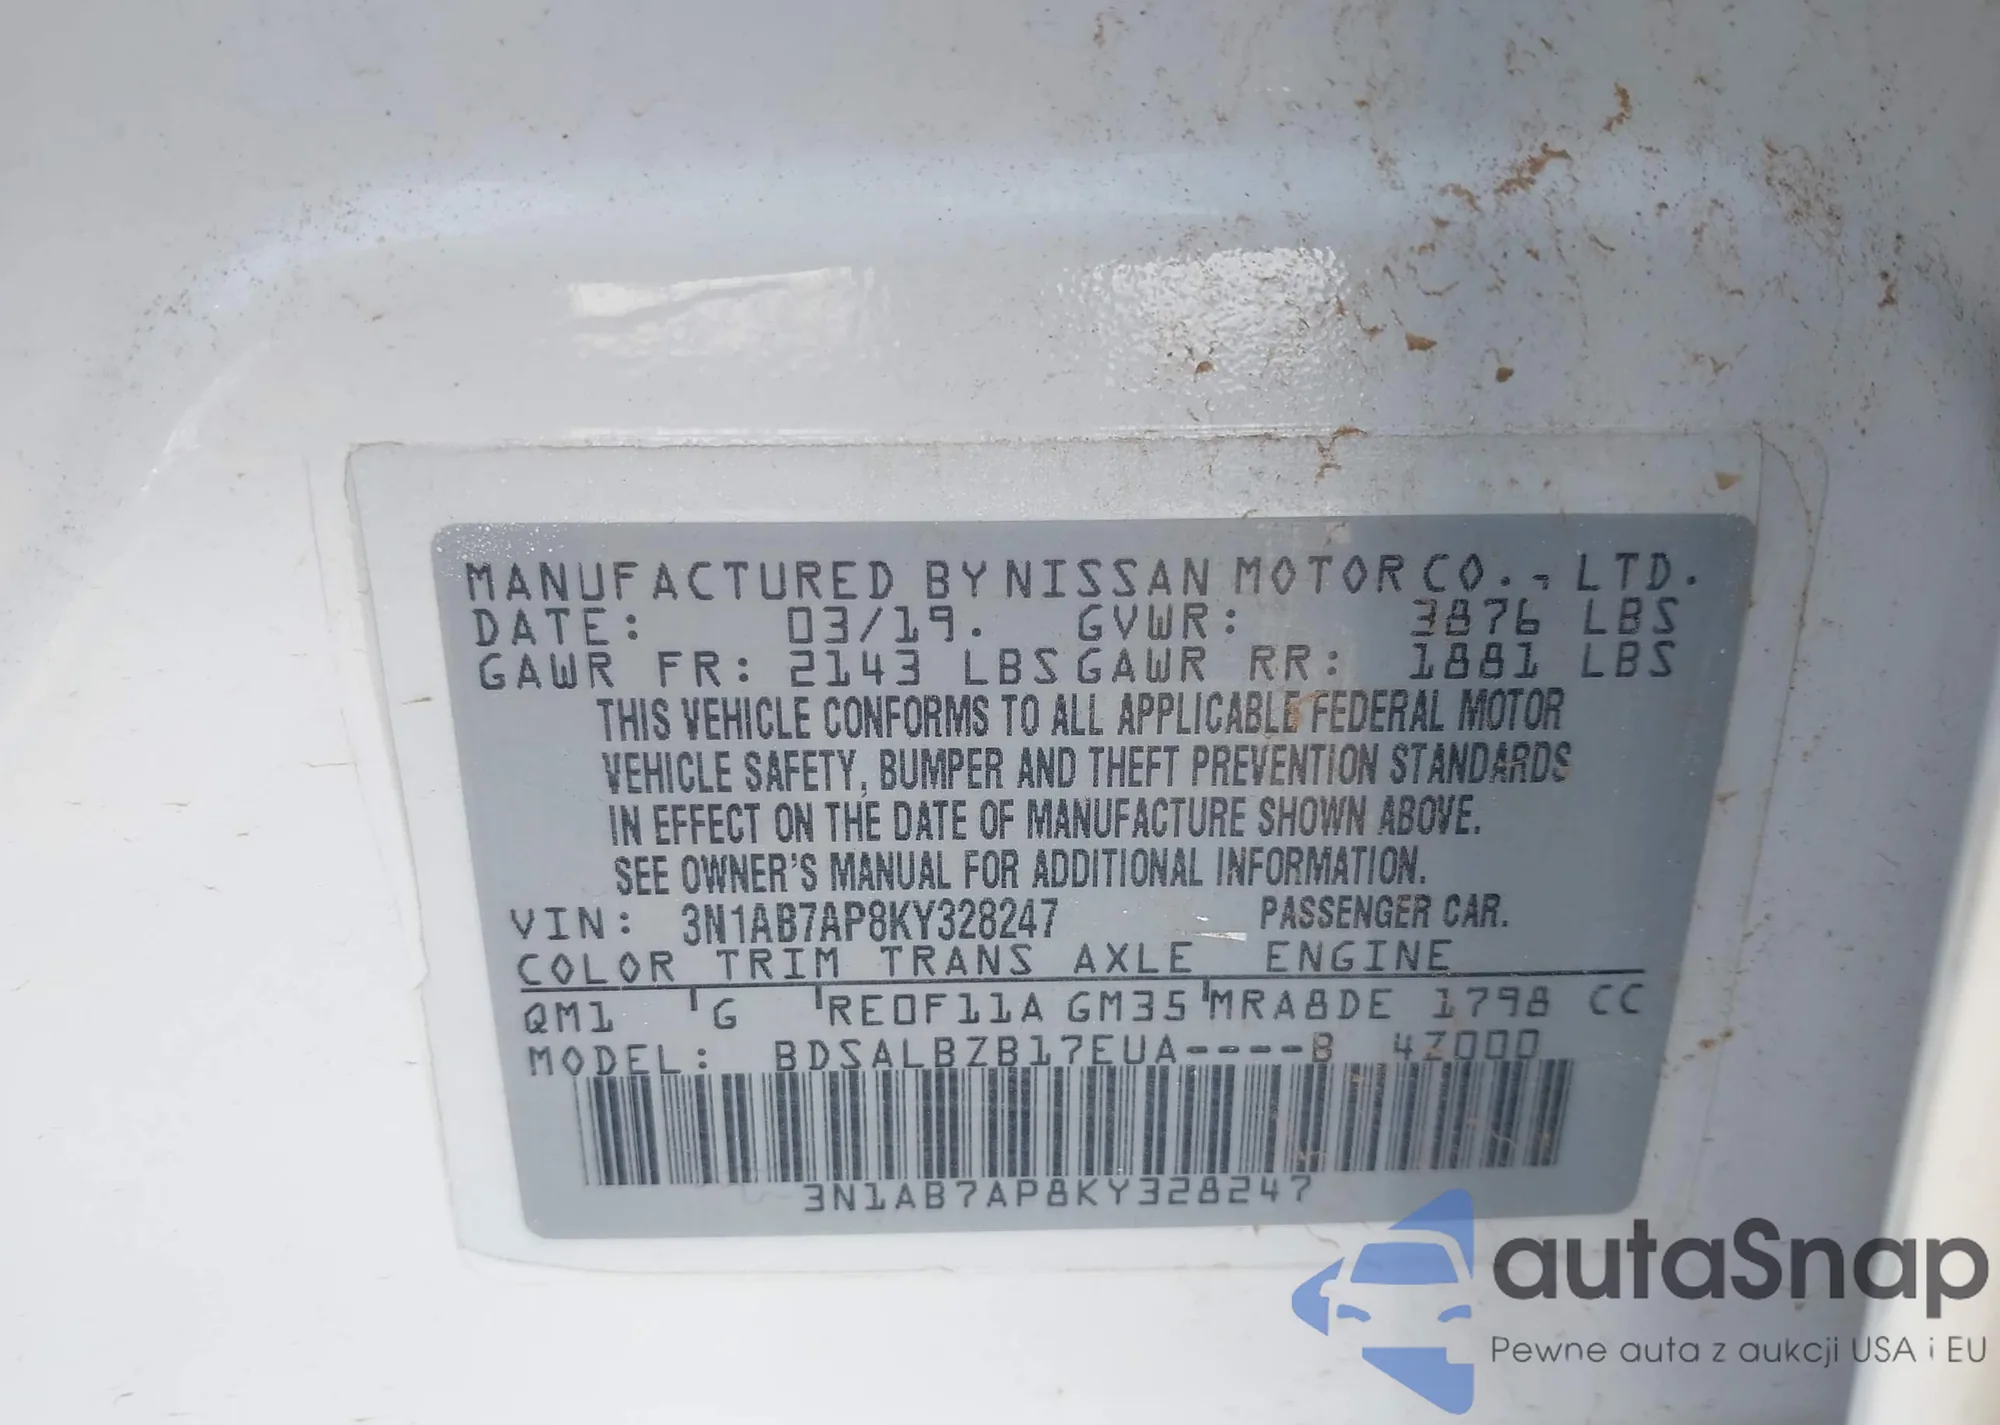 MANUFACTURED BY NISSAN MOTOR CO., LTD.
DATE: 03/19. GVWR: 3876 LBS
GAWR FR: 2143 LBS GAWR RR: 1881 LBS
THIS VEHICLE CONFORMS TO ALL APPLICABLE FEDERAL MOTOR
VEHICLE SAFETY, BUMPER AND THEFT PREVENTION STANDARDS
IN EFFECT ON THE DATE OF MANUFACTURE SHOWN ABOVE.
SEE OWNER'S MANUAL FOR ADDITIONAL INFORMATION.
VIN: 3N1AB7AP8KY328247 PASSENGER CAR.
COLOR TRIM TRANS AXLE ENGINE
QM1 G RE0F11A GM35 MRA8DE 1798 CC
MODEL: BDSALBZB17EUA----B 4Z000
3N1AB7AP8KY328247
autaSnap
Pewne auta z aukcji USA i EU